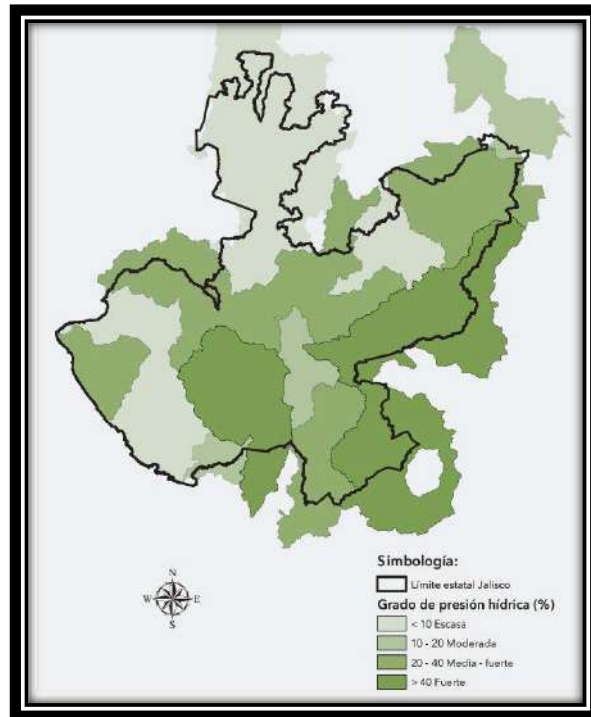 N
W E
S
Simbología:
Límite estatal Jalisco
Grado de presión hídrica (%)
< 10 Escasa
10 - 20 Moderada
20 - 40 Media - fuerte
> 40 Fuerte